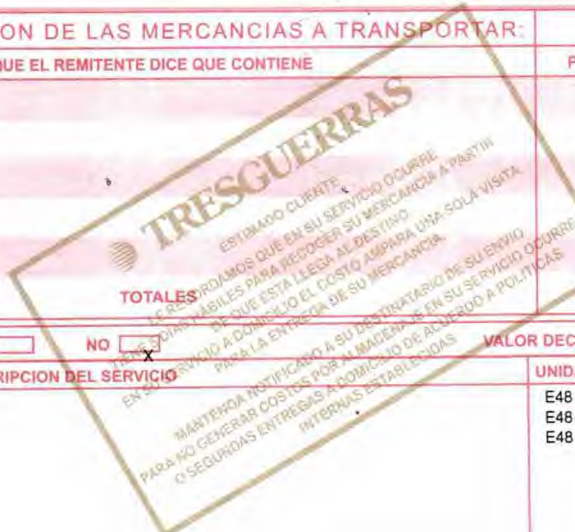 ON DE LAS MERCANCIAS A TRANSPORTAR:
UE EL REMITENTE DICE QUE CONTIENE
TRESGUERRAS
ESTIMADO CLIENTE
LE RECORDAMOS QUE EN SU SERVICIO OCURRE
TIENE DIAS HABILES PARA RECOGER SU MERCANCIA A PARTIR
DE QUE ESTA LLEGA AL DESTINO
EN SU SERVICIO A DOMICILIO EL COSTO AMPARA UNA SOLA VISITA
PARA LA ENTREGA DE SU MERCANCIA.
MANTENGA NOTIFICADO A SU DESTINATARIO DE SU ENVIO
PARA NO GENERAR COSTOS POR ALMACENAJE EN SU SERVICIO OCURRE
O SEGUNDAS ENTREGAS A DOMICILIO DE ACUERDO A POLITICAS
INTERNAS ESTABLECIDAS
TOTALES
NO X
VALOR DEC
RIPCION DEL SERVICIO
UNIDA
E48
E48
E48